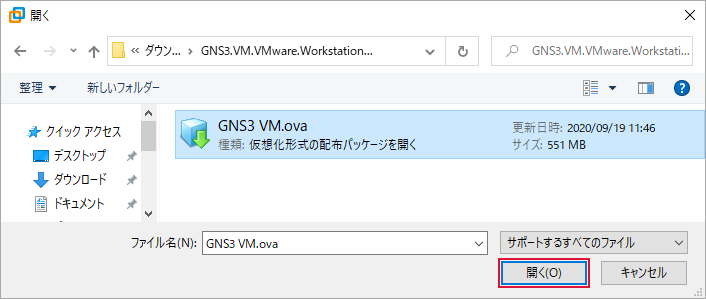 開く
« ダウン... › GNS3.VM.VMware.Workstation...
GNS3.VM.VMware.Workstati...
整理 新しいフォルダー
クイック アクセス
デスクトップ
ダウンロード
ドキュメント
GNS3 VM.ova
種類: 仮想化形式の配布パッケージを開く
更新日時: 2020/09/19 11:46
サイズ: 551 MB
ファイル名(N): GNS3 VM.ova
サポートするすべてのファイル
開く(O) キャンセル